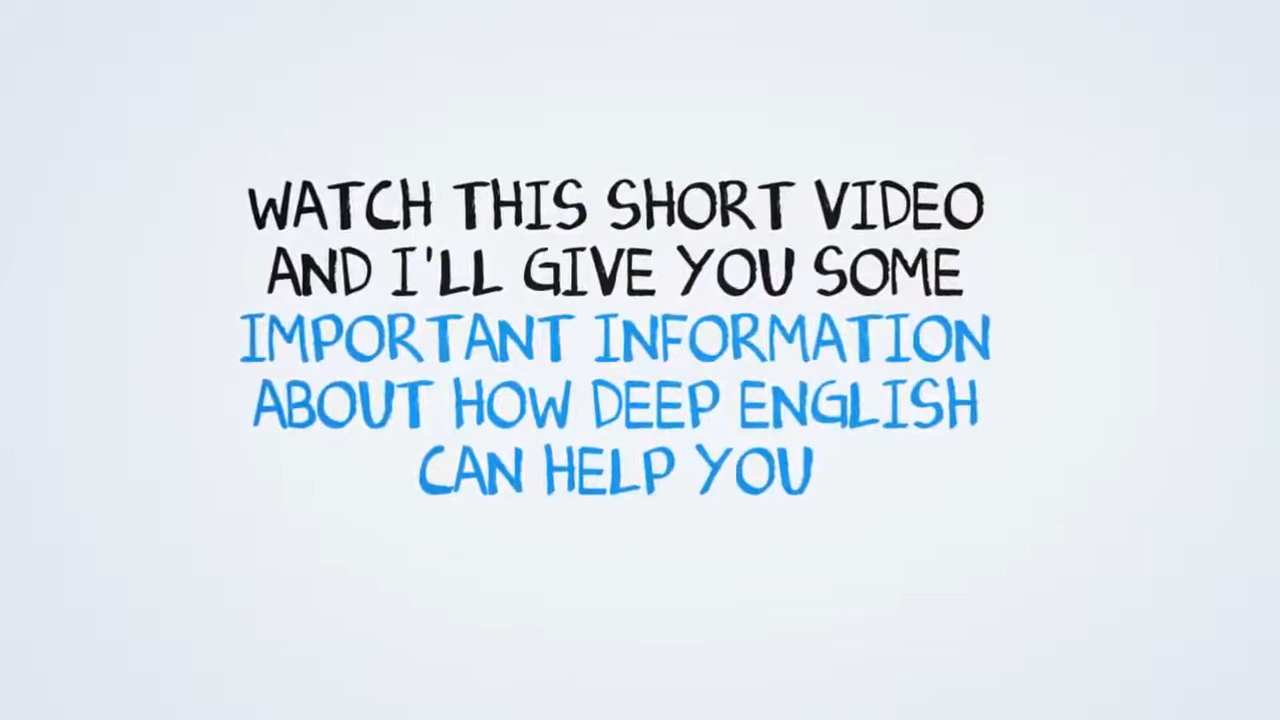 WATCH THIS SHORT VIDEO
AND I'LL GIVE YOU SOME
IMPORTANT INFORMATION
ABOUT HOW DEEP ENGLISH
CAN HELP YOU